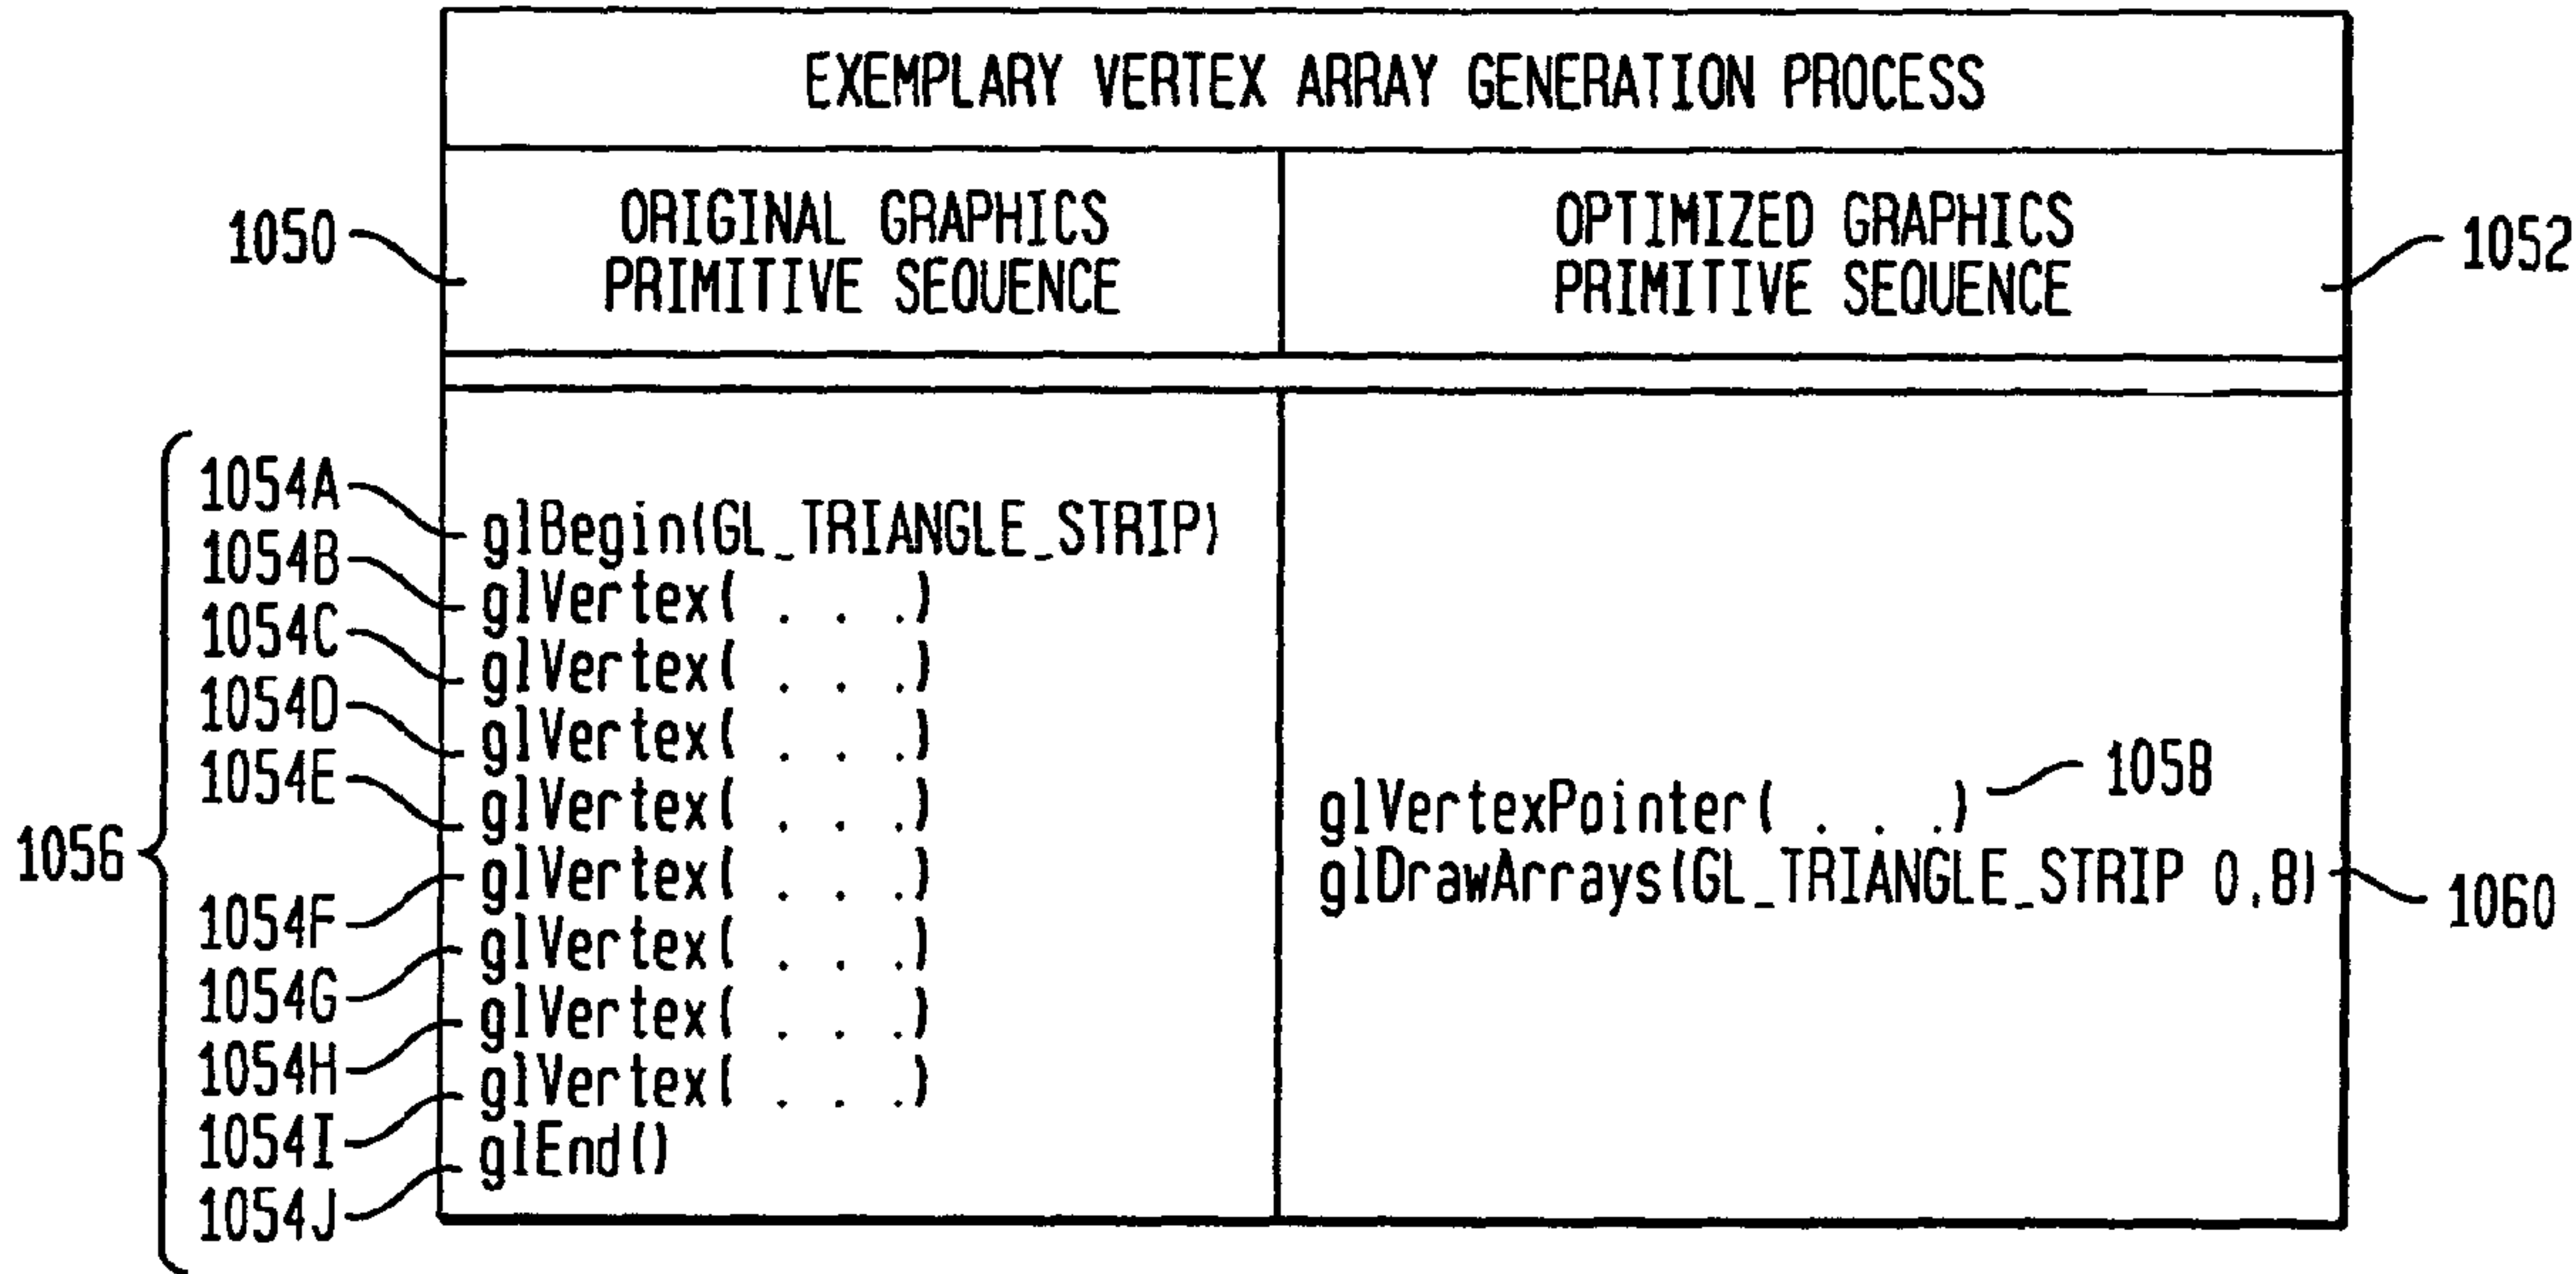 EXEMPLARY VERTEX ARRAY GENERATION PROCESS
1050
ORIGINAL GRAPHICS
PRIMITIVE SEQUENCE
OPTIMIZED GRAPHICS
PRIMITIVE SEQUENCE
1052
1056
1054A
glBegin(GL_TRIANGLE_STRIP)
1054B
glVertex( . . .)
1054C
glVertex( . . .)
1054D
glVertex( . . .)
1054E
glVertex( . . .)
1054F
glVertex( . . .)
1054G
glVertex( . . .)
1054H
glVertex( . . .)
1054I
glVertex( . . .)
1054J
glEnd()
glVertexPointer( . . .)
1058
glDrawArrays(GL_TRIANGLE_STRIP 0,8)
1060